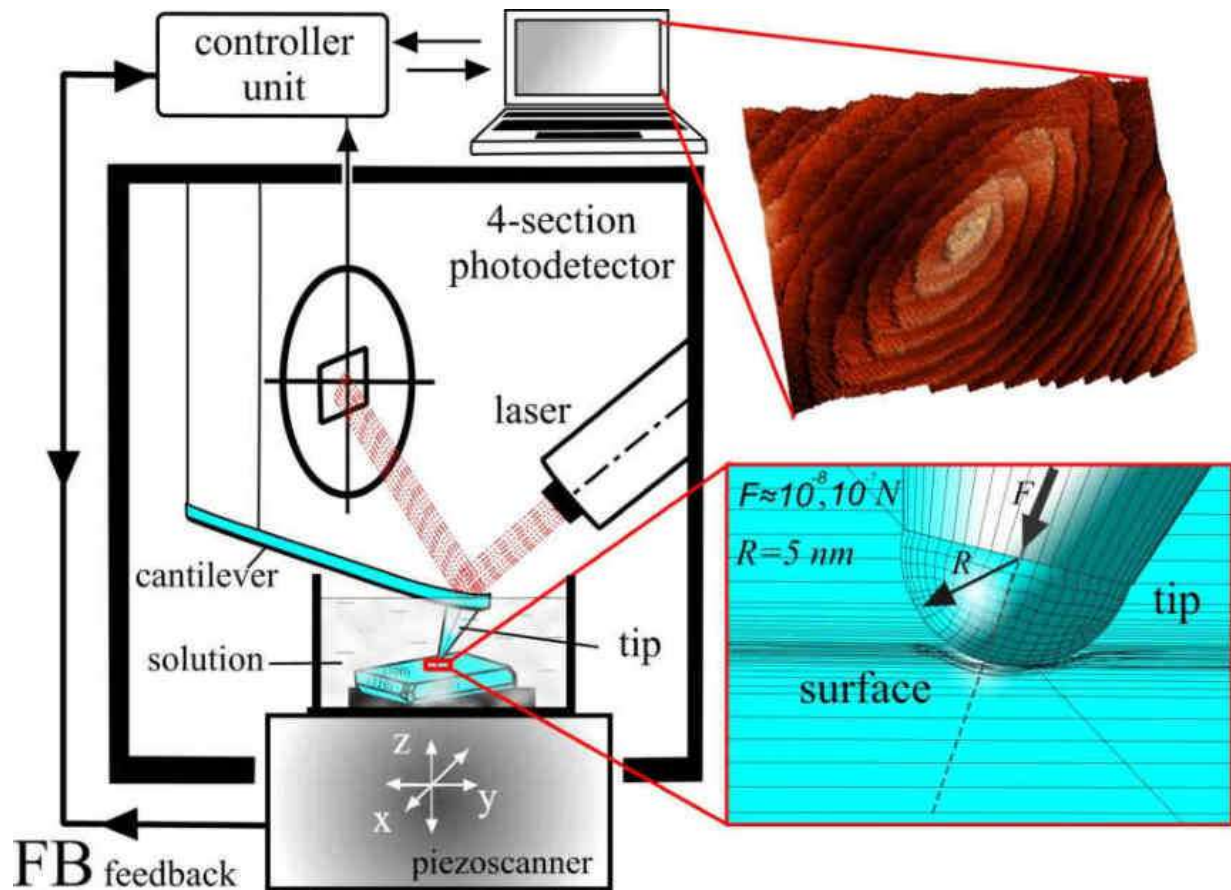 controller
unit
4-section
photodetector
laser
cantilever
solution
tip
z
x
y
piezoscanner
FB feedback
F≈10⁻⁸,10⁻⁷N
R=5 nm
F
R
tip
surface